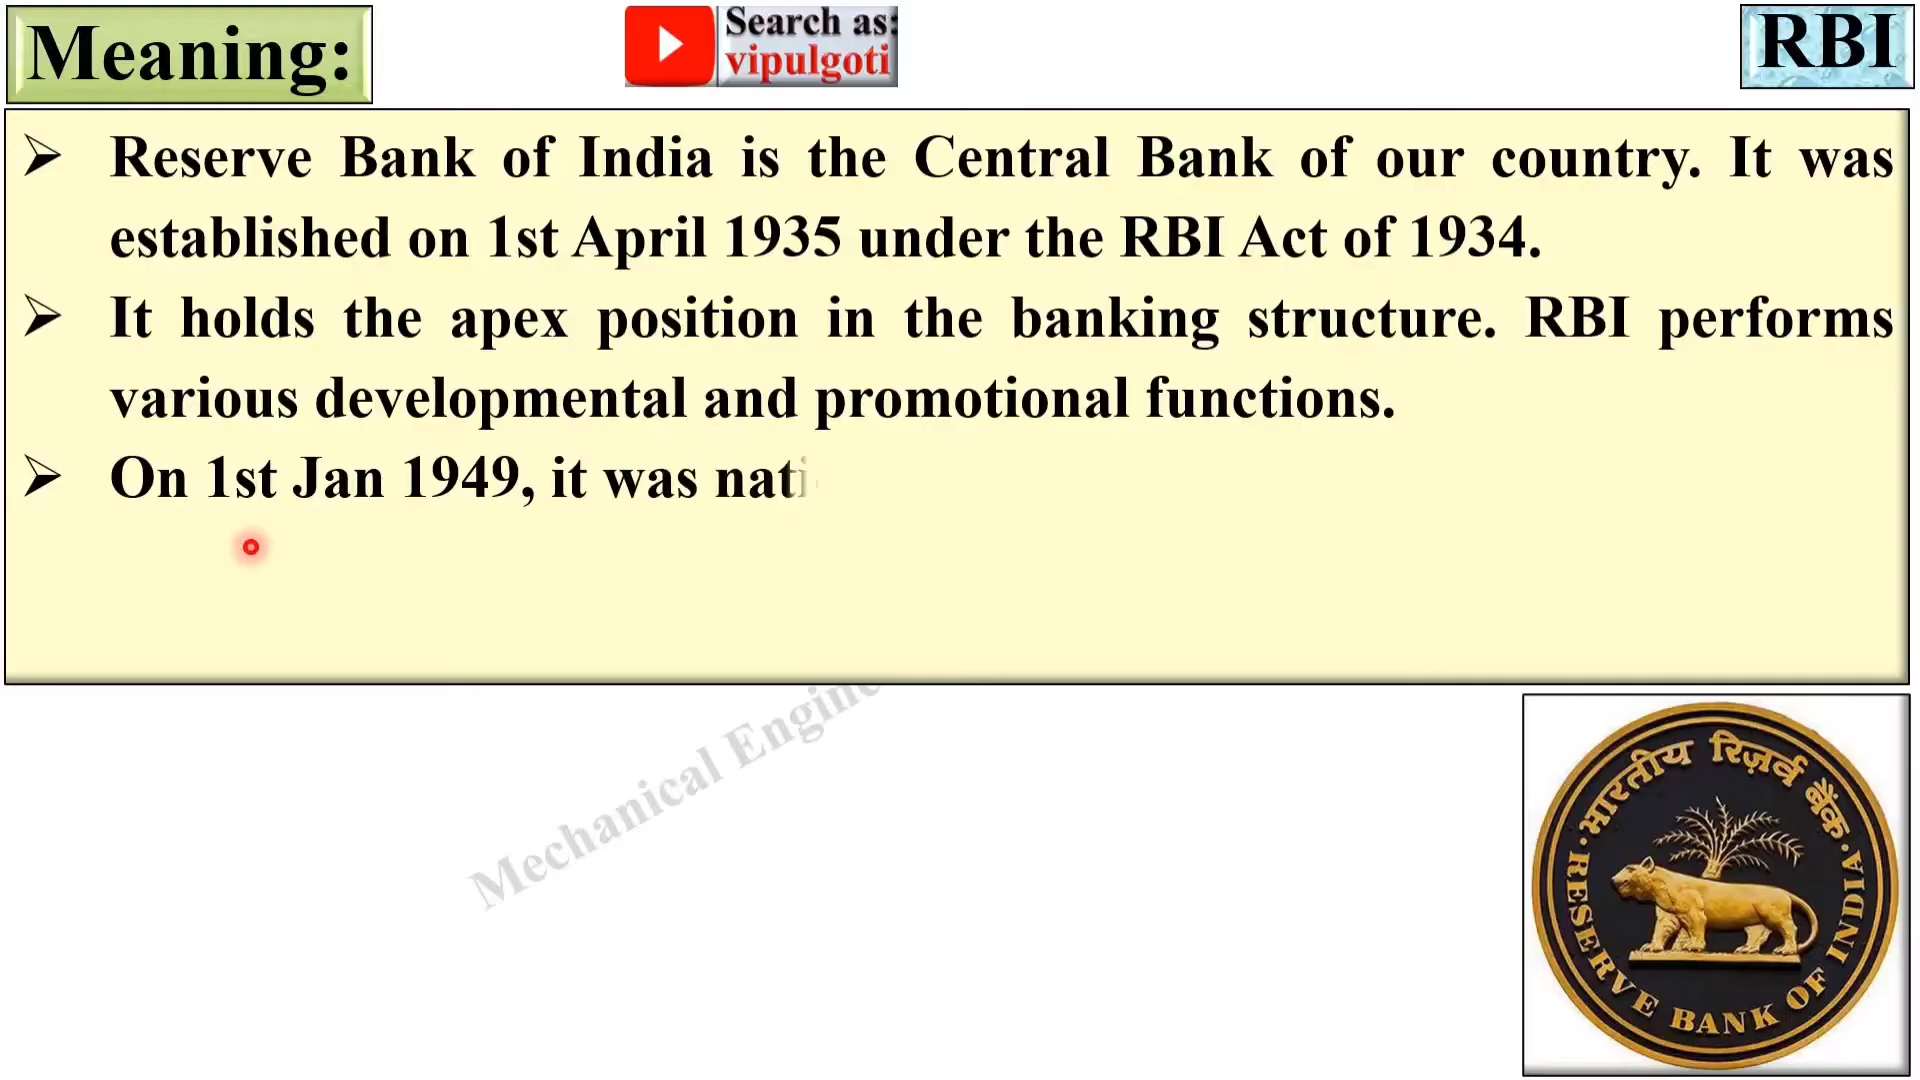 Meaning:
Search as:
vipulgoti
RBI
➢ Reserve Bank of India is the Central Bank of our country. It was
established on 1st April 1935 under the RBI Act of 1934.
➢ It holds the apex position in the banking structure. RBI performs
various developmental and promotional functions.
➢ On 1st Jan 1949, it was nati
Mechanical Engine
भारतीय रिज़र्व बैंक
RESERVE BANK OF INDIA